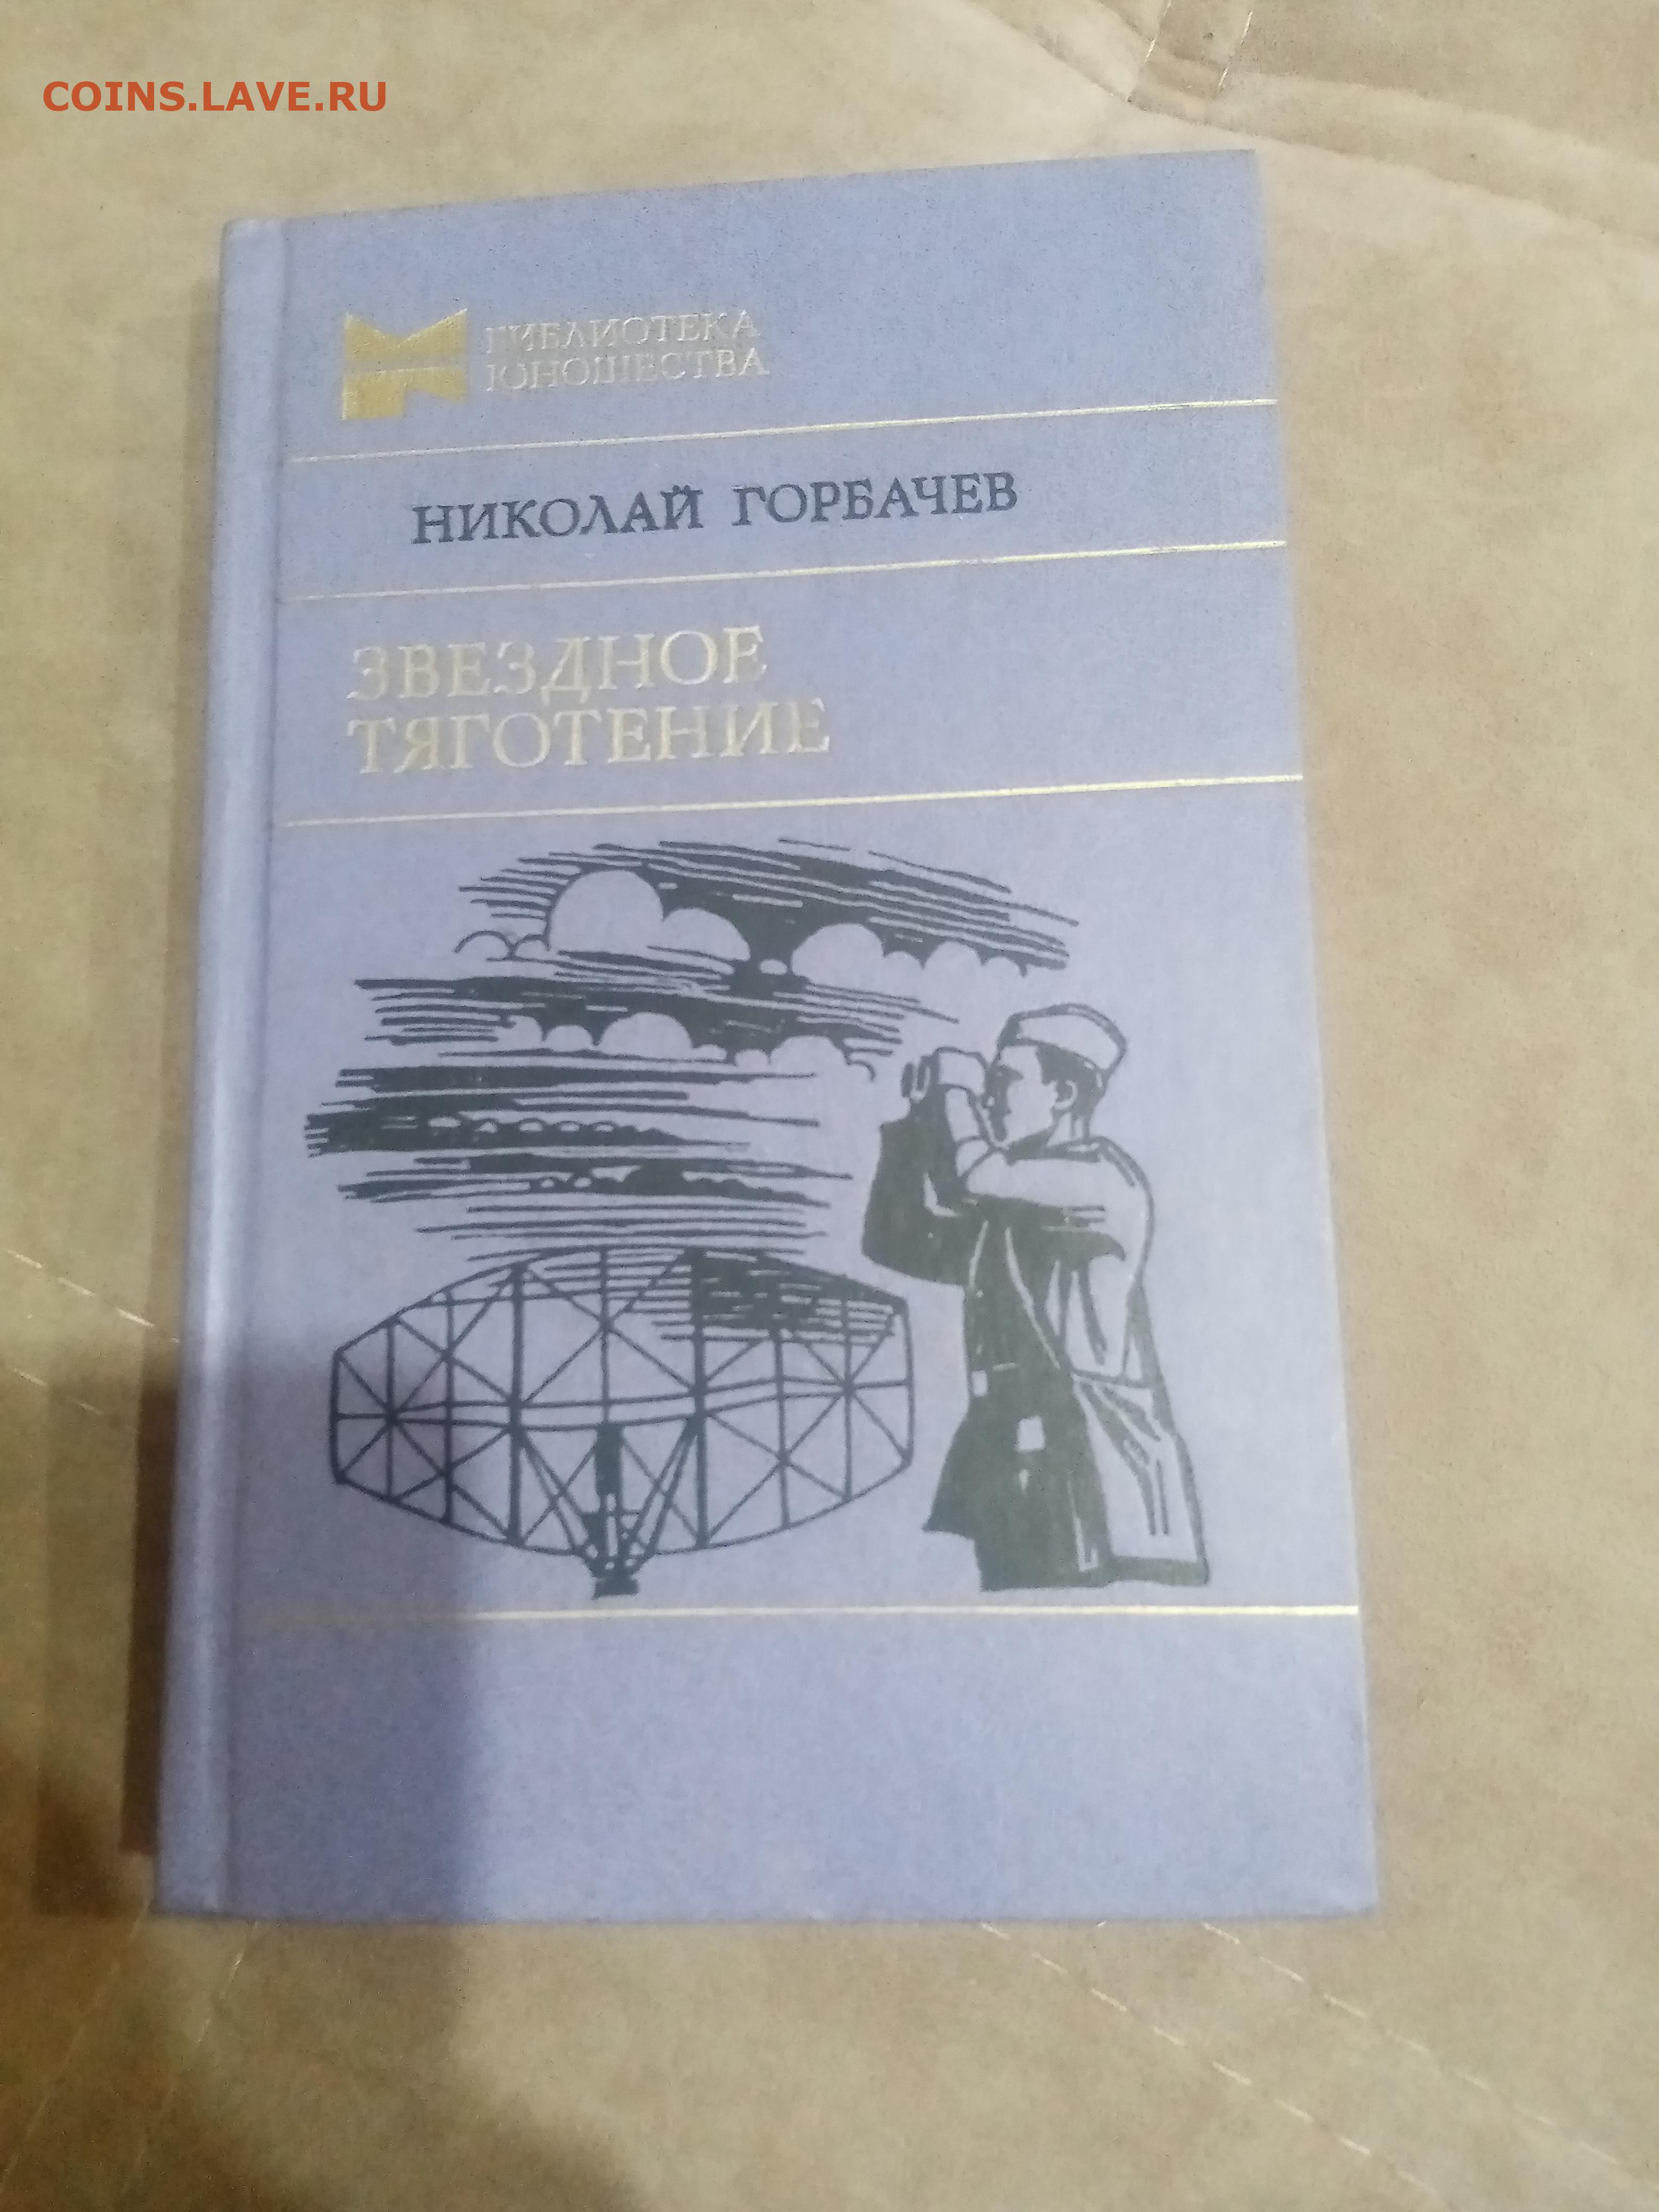 COINS.LAVE.RU
БИБЛИОТЕКА
ЮНОШЕСТВА
НИКОЛАЙ ГОРБАЧЕВ
ЗВЕЗДНОЕ
ТЯГОТЕНИЕ